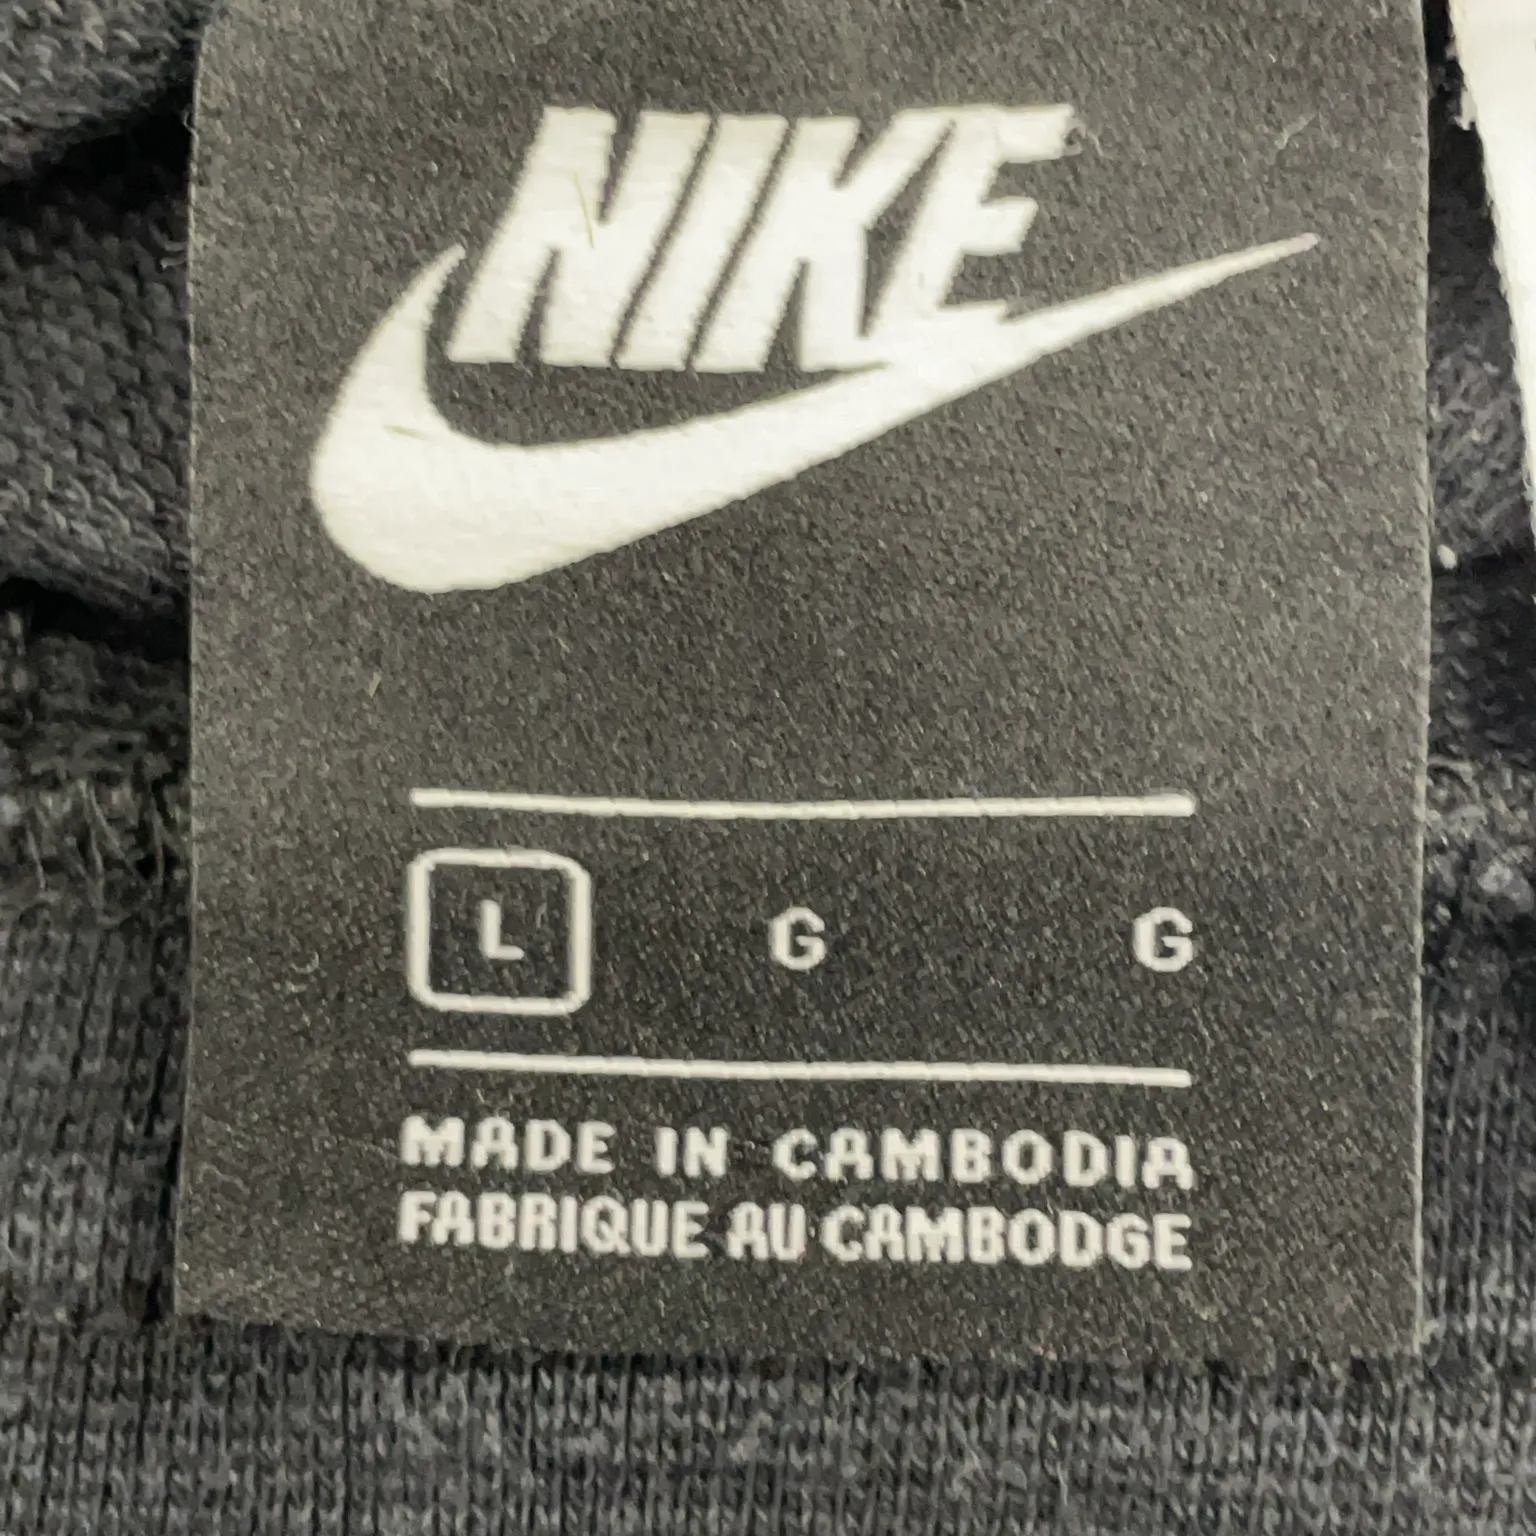 NIKE
L G G
MADE IN CAMBODIA
FABRIQUE AU CAMBODGE